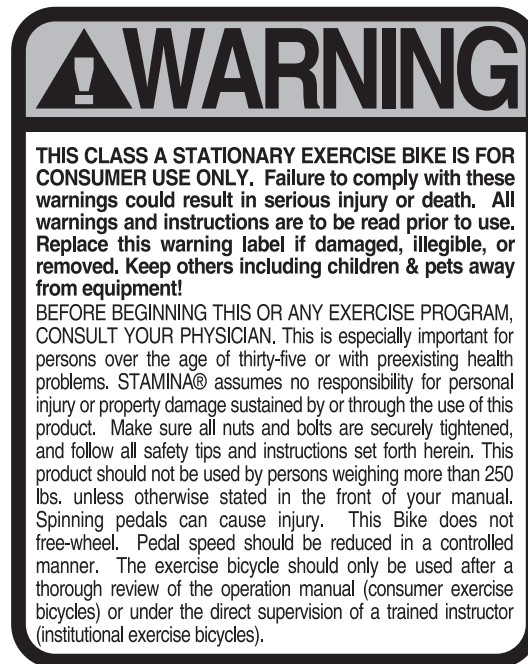 WARNING
THIS CLASS A STATIONARY EXERCISE BIKE IS FOR
CONSUMER USE ONLY. Failure to comply with these
warnings could result in serious injury or death. All
warnings and instructions are to be read prior to use.
Replace this warning label if damaged, illegible, or
removed. Keep others including children & pets away
from equipment!
BEFORE BEGINNING THIS OR ANY EXERCISE PROGRAM,
CONSULT YOUR PHYSICIAN. This is especially important for
persons over the age of thirty-five or with preexisting health
problems. STAMINA® assumes no responsibility for personal
injury or property damage sustained by or through the use of this
product. Make sure all nuts and bolts are securely tightened,
and follow all safety tips and instructions set forth herein. This
product should not be used by persons weighing more than 250
lbs. unless otherwise stated in the front of your manual.
Spinning pedals can cause injury. This Bike does not
free-wheel. Pedal speed should be reduced in a controlled
manner. The exercise bicycle should only be used after a
thorough review of the operation manual (consumer exercise
bicycles) or under the direct supervision of a trained instructor
(institutional exercise bicycles).